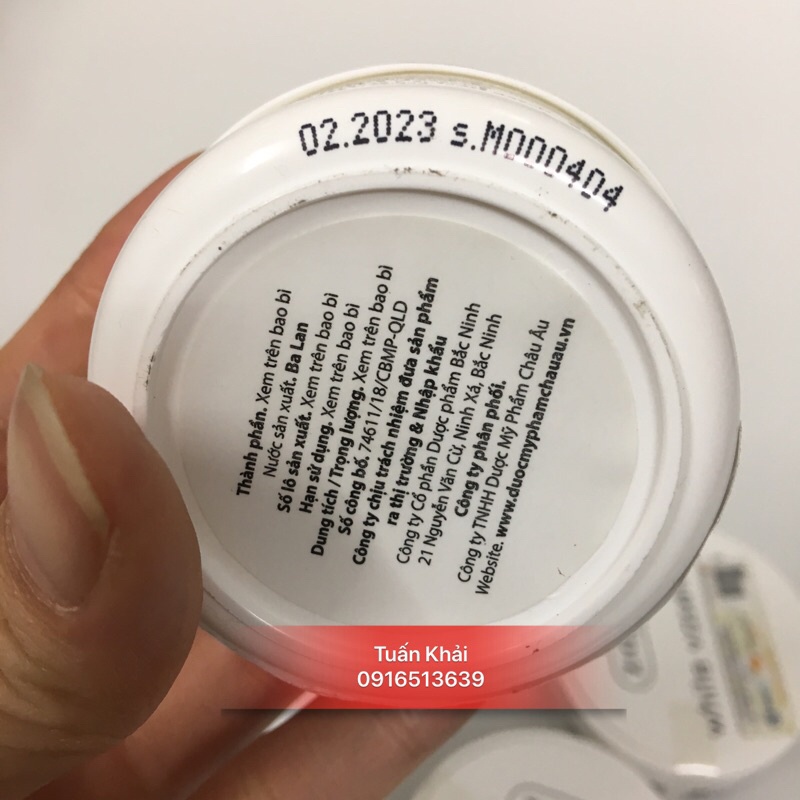 02.2023 s.M000404
Thành phần. Xem trên bao bì
Nước sản xuất. Ba Lan
Số lô sản xuất. Xem trên bao bì
Hạn sử dụng. Xem trên bao bì
Dung tích / Trọng lượng. Xem trên bao bì
Số công bố. 74611/18/CBMP-QLD
Công ty chịu trách nhiệm đưa sản phẩm
ra thị trường & Nhập khẩu
Công ty Cổ phần Dược phẩm Bắc Ninh
21 Nguyễn Văn Cừ, Ninh Xá, Bắc Ninh
Công ty phân phối.
Công ty TNHH Dược Mỹ Phẩm Châu Âu
Website. www.duocmyphamchauau.vn
Tuấn Khải
0916513639